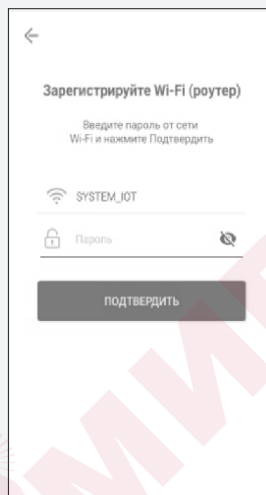 Зарегистрируйте Wi-Fi (роутер)
Введите пароль от сети
Wi-Fi и нажмите Подтвердить
SYSTEM_IOT
Пароль
ПОДТВЕРДИТЬ